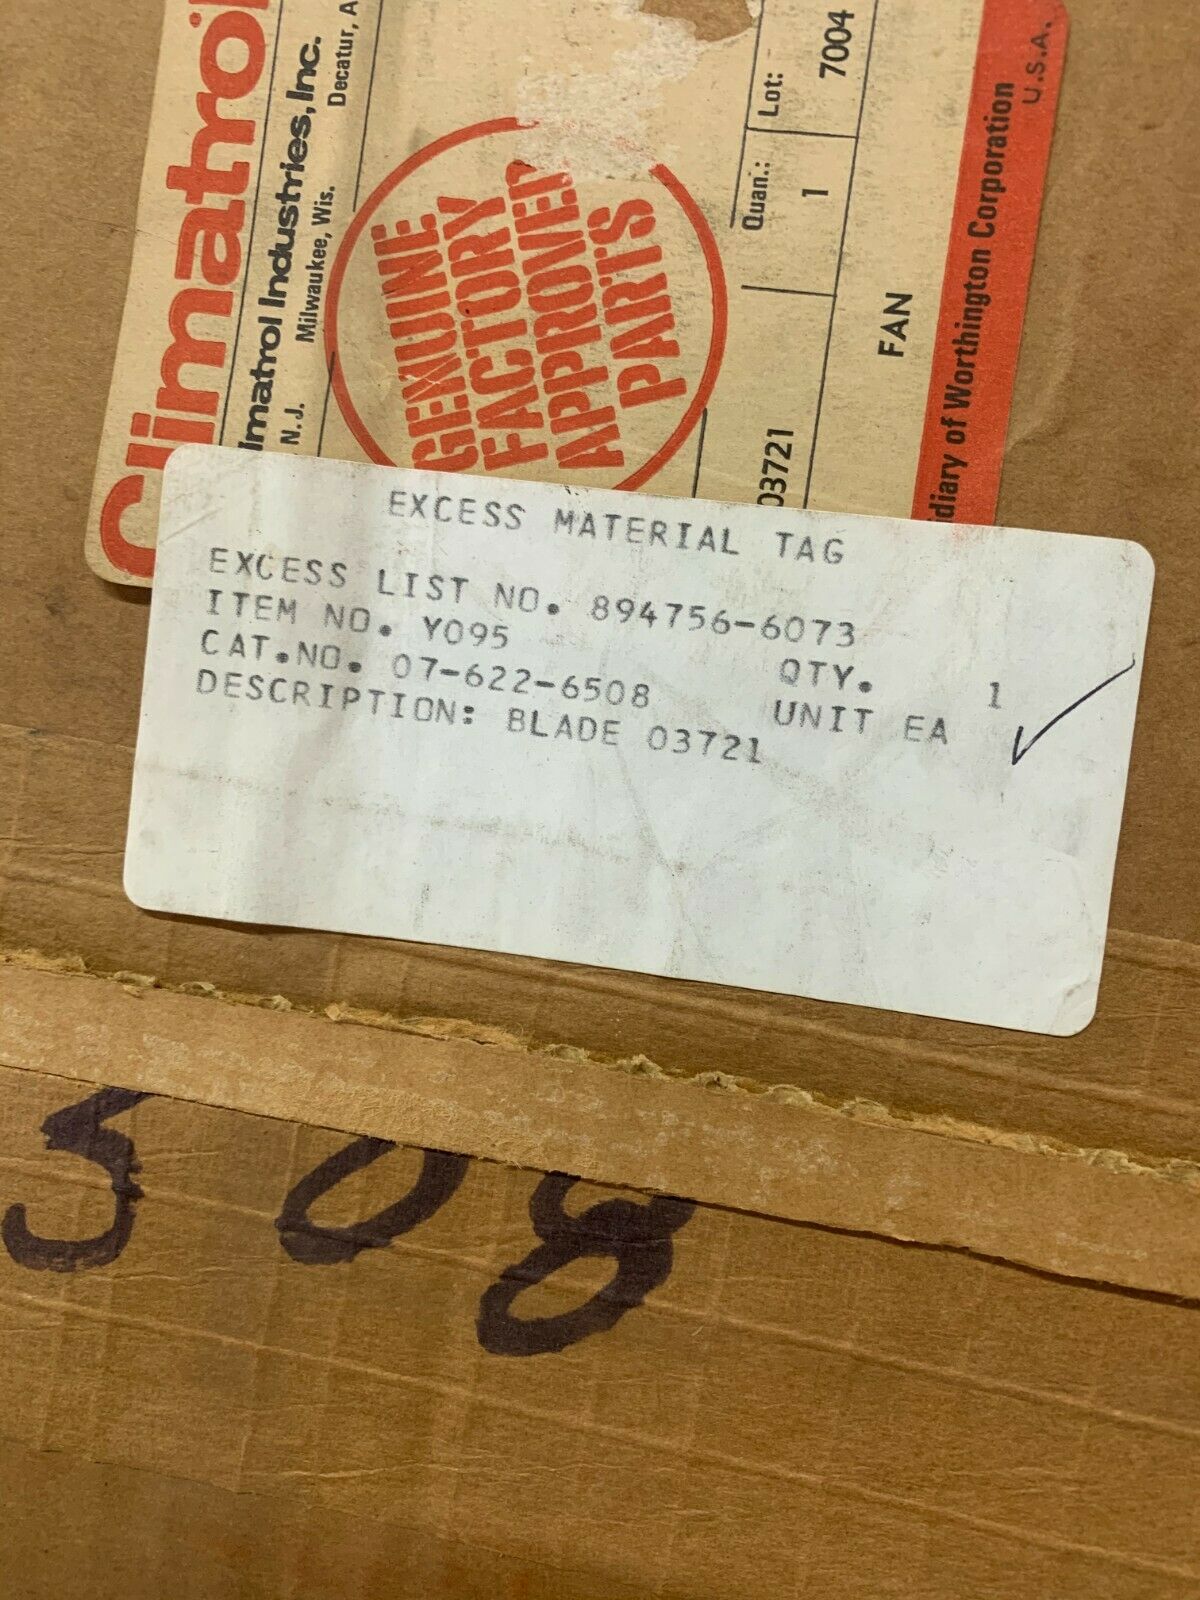 Climatrol
imatrol Industries, Inc.
N.J. Milwaukee, Wis. Decatur, A
GENUINE
FACTORY
APPROVED
PARTS
Quan.: Lot:
1 7004
03721
FAN
idiary of Worthington Corporation
U.S.A.
EXCESS MATERIAL TAG
EXCESS LIST NO. 894756-6073
ITEM NO. Y095 QTY. 1
CAT.NO. 07-622-6508 UNIT EA
DESCRIPTION: BLADE 03721
508